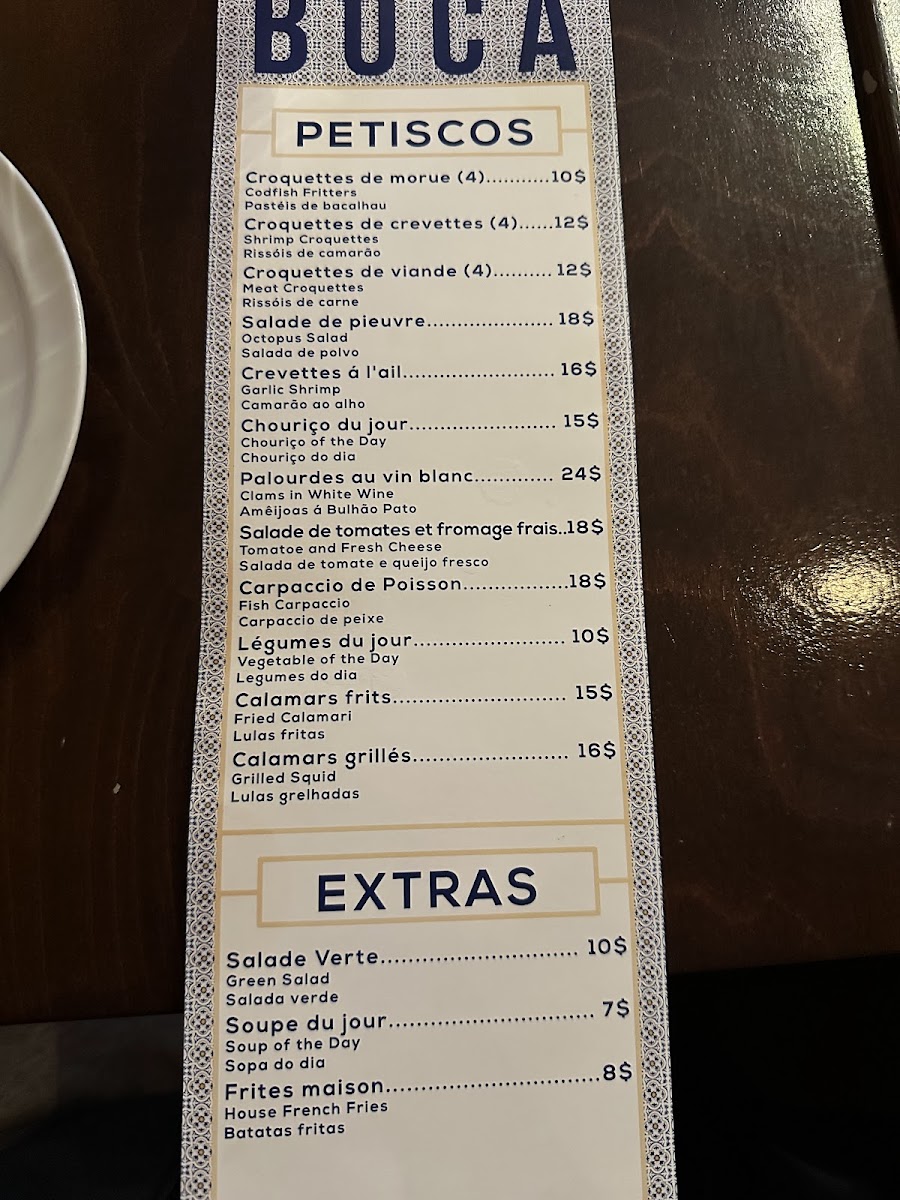 BUCA
PETISCOS
Croquettes de morue (4)...........10$
Codfish Fritters
Pastéis de bacalhau
Croquettes de crevettes (4)......12$
Shrimp Croquettes
Rissóis de camarão
Croquettes de viande (4)..........12$
Meat Croquettes
Rissóis de carne
Salade de pieuvre..................... 18$
Octopus Salad
Salada de polvo
Crevettes á l'ail......................... 16$
Garlic Shrimp
Camarão ao alho
Chouriço du jour........................ 15$
Chouriço of the Day
Chouriço do dia
Palourdes au vin blanc............. 24$
Clams in White Wine
Amêijoas á Bulhão Pato
Salade de tomates et fromage frais..18$
Tomatoe and Fresh Cheese
Salada de tomate e queijo fresco
Carpaccio de Poisson.................18$
Fish Carpaccio
Carpaccio de peixe
Légumes du jour......................... 10$
Vegetable of the Day
Legumes do dia
Calamars frits............................. 15$
Fried Calamari
Lulas fritas
Calamars grillés.......................... 16$
Grilled Squid
Lulas grelhadas
EXTRAS
Salade Verte............................... 10$
Green Salad
Salada verde
Soupe du jour................................ 7$
Soup of the Day
Sopa do dia
Frites maison.................................8$
House French Fries
Batatas fritas